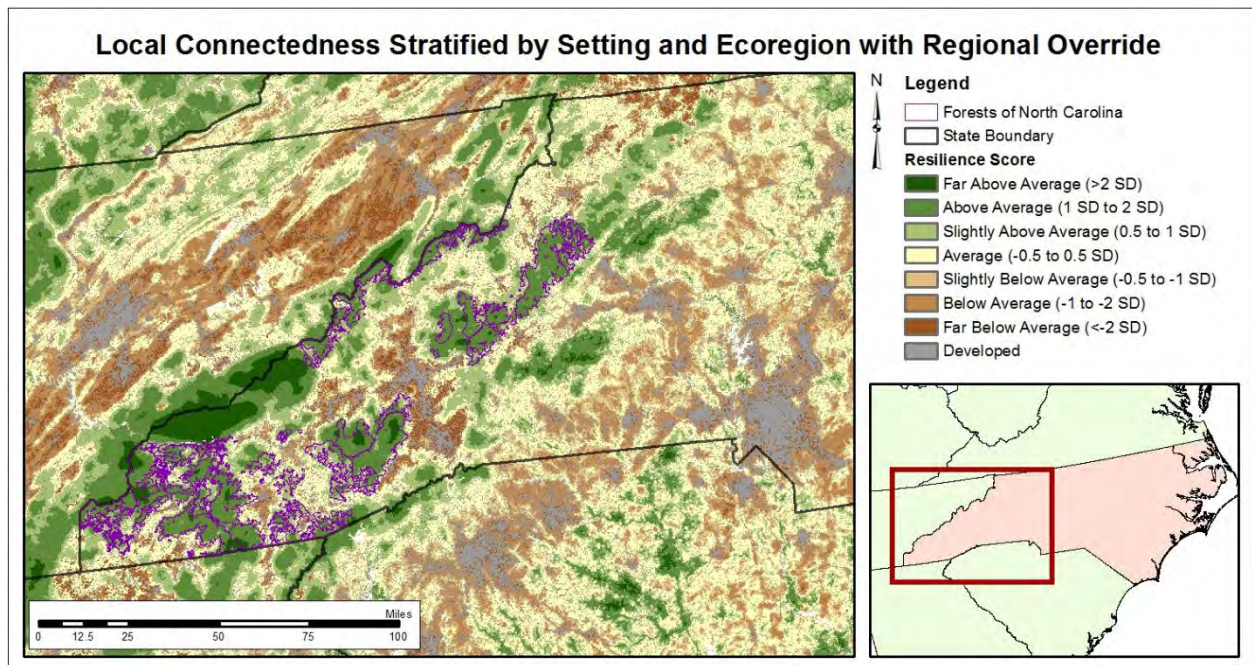 Local Connectedness Stratified by Setting and Ecoregion with Regional Override
N
Legend
Forests of North Carolina
State Boundary
Resilience Score
Far Above Average (>2 SD)
Above Average (1 SD to 2 SD)
Slightly Above Average (0.5 to 1 SD)
Average (-0.5 to 0.5 SD)
Slightly Below Average (-0.5 to -1 SD)
Below Average (-1 to -2 SD)
Far Below Average (<-2 SD)
Developed
Miles
0 12.5 25 50 75 100